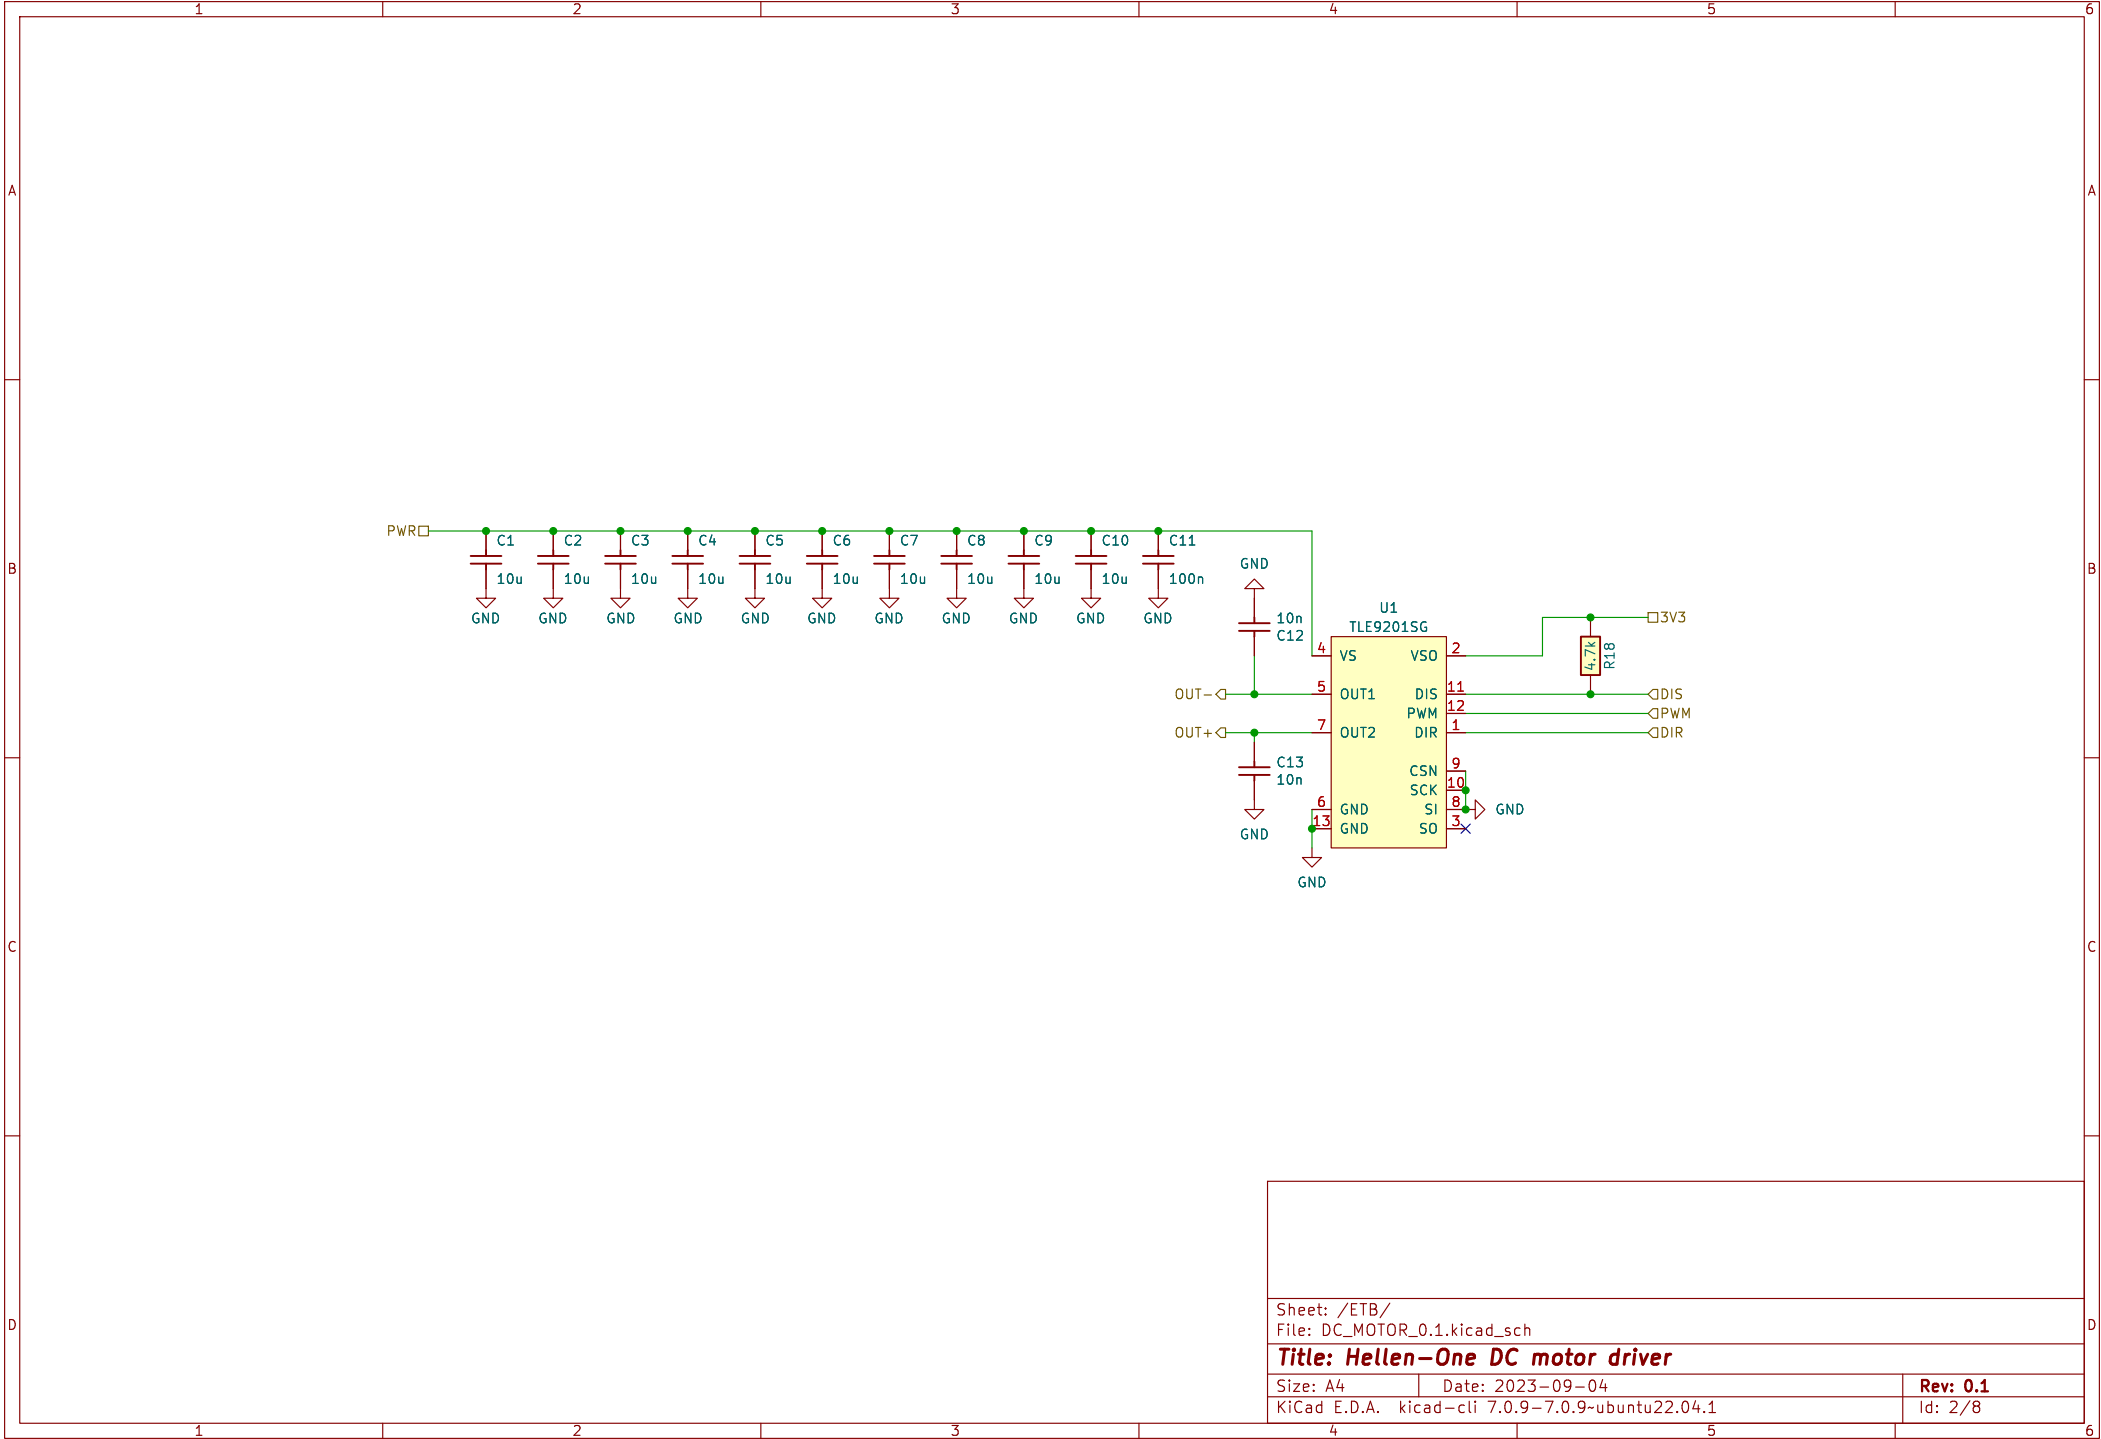 1 2 3 4 5 6
A A
PWR
C1 C2 C3 C4 C5 C6 C7 C8 C9 C10 C11
10u 10u 10u 10u 10u 10u 10u 10u 10u 10u 100n
GND GND GND GND GND GND GND GND GND GND GND
B B
GND
10n
C12
U1
TLE9201SG
3V3
4.7k
R18
4 VS VSO 2
OUT- 5 OUT1 DIS 11 DIS
PWM 12 PWM
OUT+ 7 OUT2 DIR 1 DIR
C13
10n
GND
CSN 9
SCK 10
6 GND SI 8 GND
13 GND SO 3
GND
C C
D D
Sheet: /ETB/
File: DC_MOTOR_0.1.kicad_sch
Title: Hellen-One DC motor driver
Size: A4 Date: 2023-09-04 Rev: 0.1
KiCad E.D.A. kicad-cli 7.0.9-7.0.9~ubuntu22.04.1 Id: 2/8
1 2 3 4 5 6